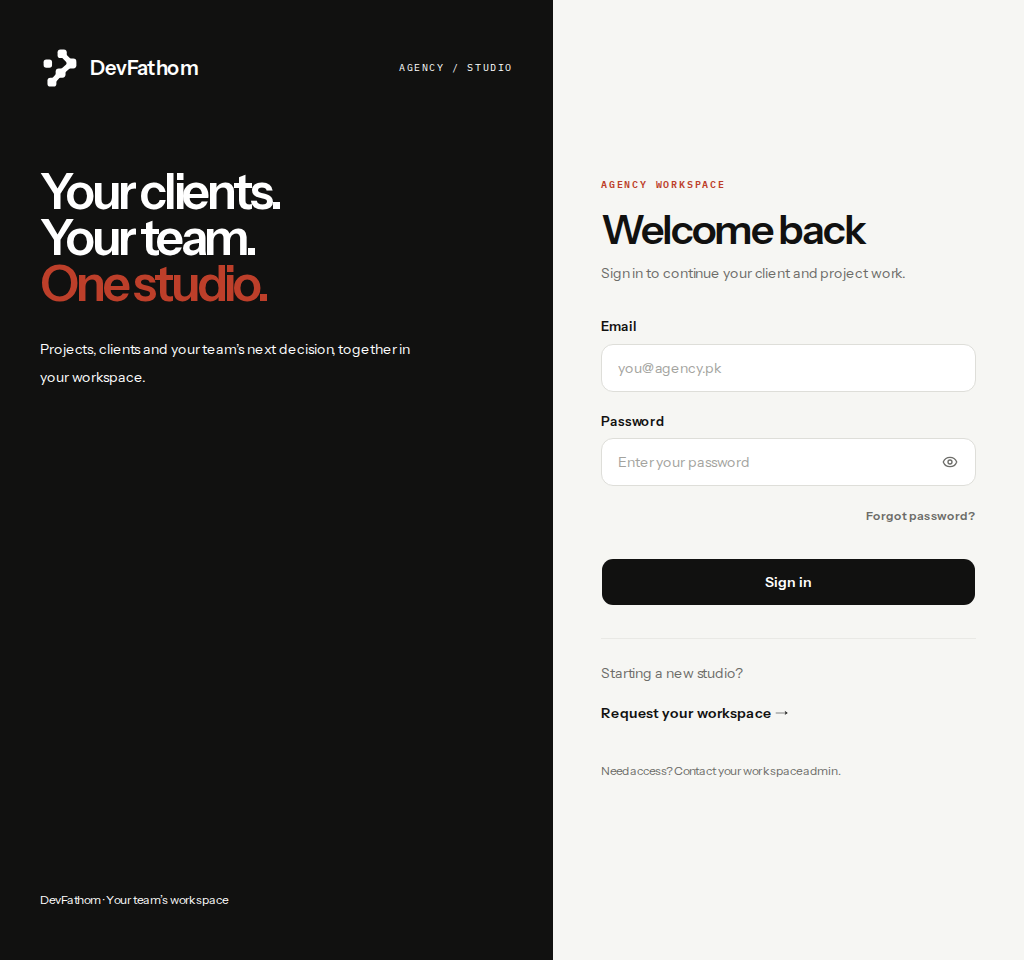 DevFathom
AGENCY / STUDIO
Your clients.
Your team.
One studio.
Projects, clients and your team's next decision, together in
your workspace.
DevFathom · Your team's workspace
AGENCY WORKSPACE
Welcome back
Sign in to continue your client and project work.
Email
you@agency.pk
Password
Enter your password
Forgot password?
Sign in
Starting a new studio?
Request your workspace →
Need access? Contact your workspace admin.